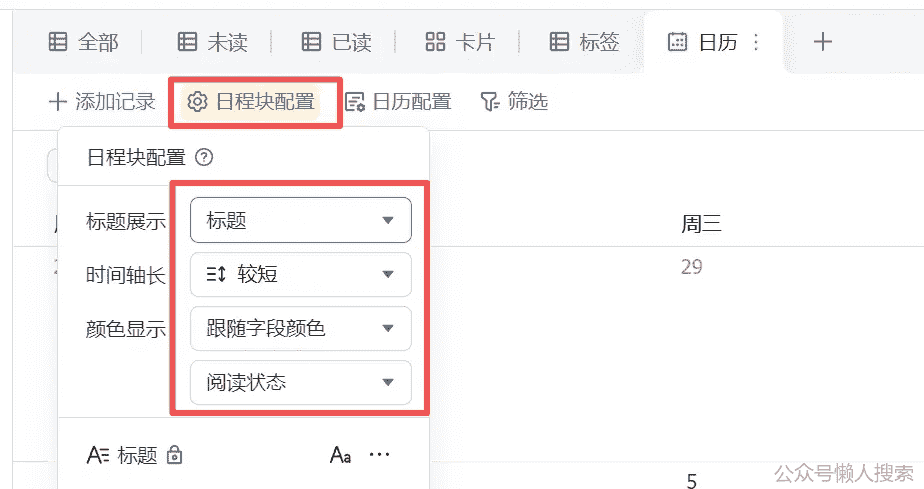 全部 未读 已读 卡片 标签 日历
添加记录 日程块配置 日历配置 筛选
日程块配置
标题展示 标题
周三
29
时间轴长 较短
颜色显示 跟随字段颜色
阅读状态
标题 Aa
5
公众号懒人搜索